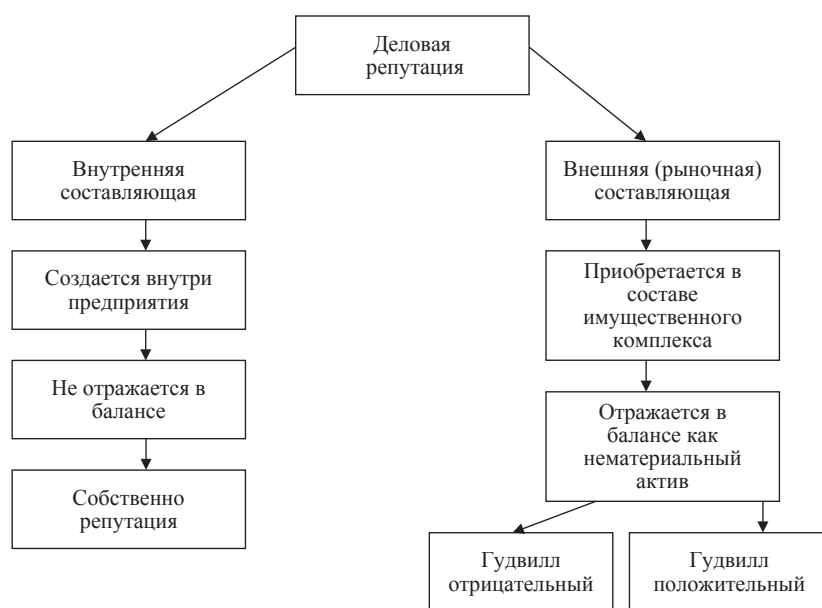 Деловая
репутация
Внутренняя
составляющая
Внешняя (рыночная)
составляющая
Создается внутри
предприятия
Приобретается в
составе
имущественного
комплекса
Не отражается в
балансе
Отражается в
балансе как
нематериальный
актив
Собственно
репутация
Гудвилл
отрицательный
Гудвилл
положительный